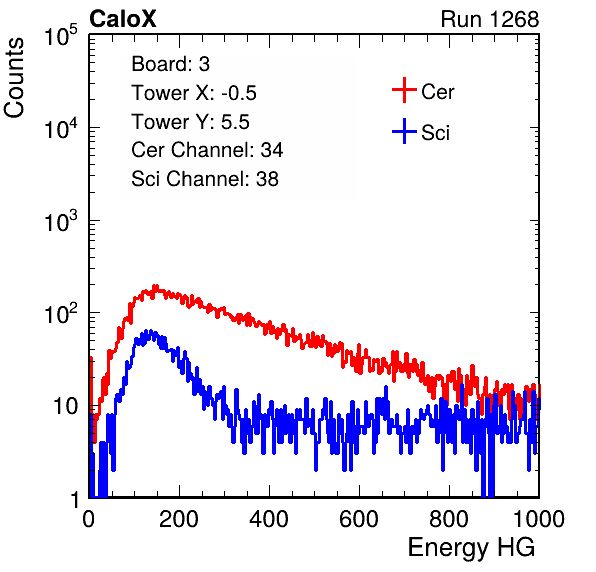 CaloX Run 1268
10^5
Counts
Board: 3
Tower X: -0.5
Tower Y: 5.5
Cer Channel: 34
Sci Channel: 38
Cer
Sci
10^4
10^3
10^2
10
1
0 200 400 600 800 1000
Energy HG